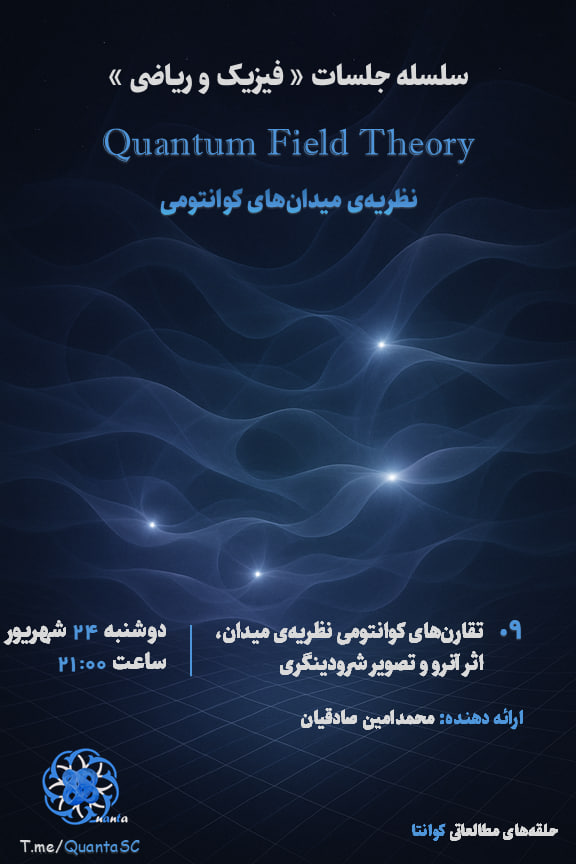 سلسله جلسات « فیزیک و ریاضی »
Quantum Field Theory
نظریه‌ی میدان‌های کوانتومی
۰۹ تقارن‌های کوانتومی نظریه‌ی میدان،
اثر آنرو و تصویر شرودینگری
دوشنبه ۲۴ شهریور
ساعت ۲۱:۰۰
ارائه دهنده: محمدامین صادقیان
Quanta
T.me/QuantaSC
حلقه‌های مطالعاتی کوانتا